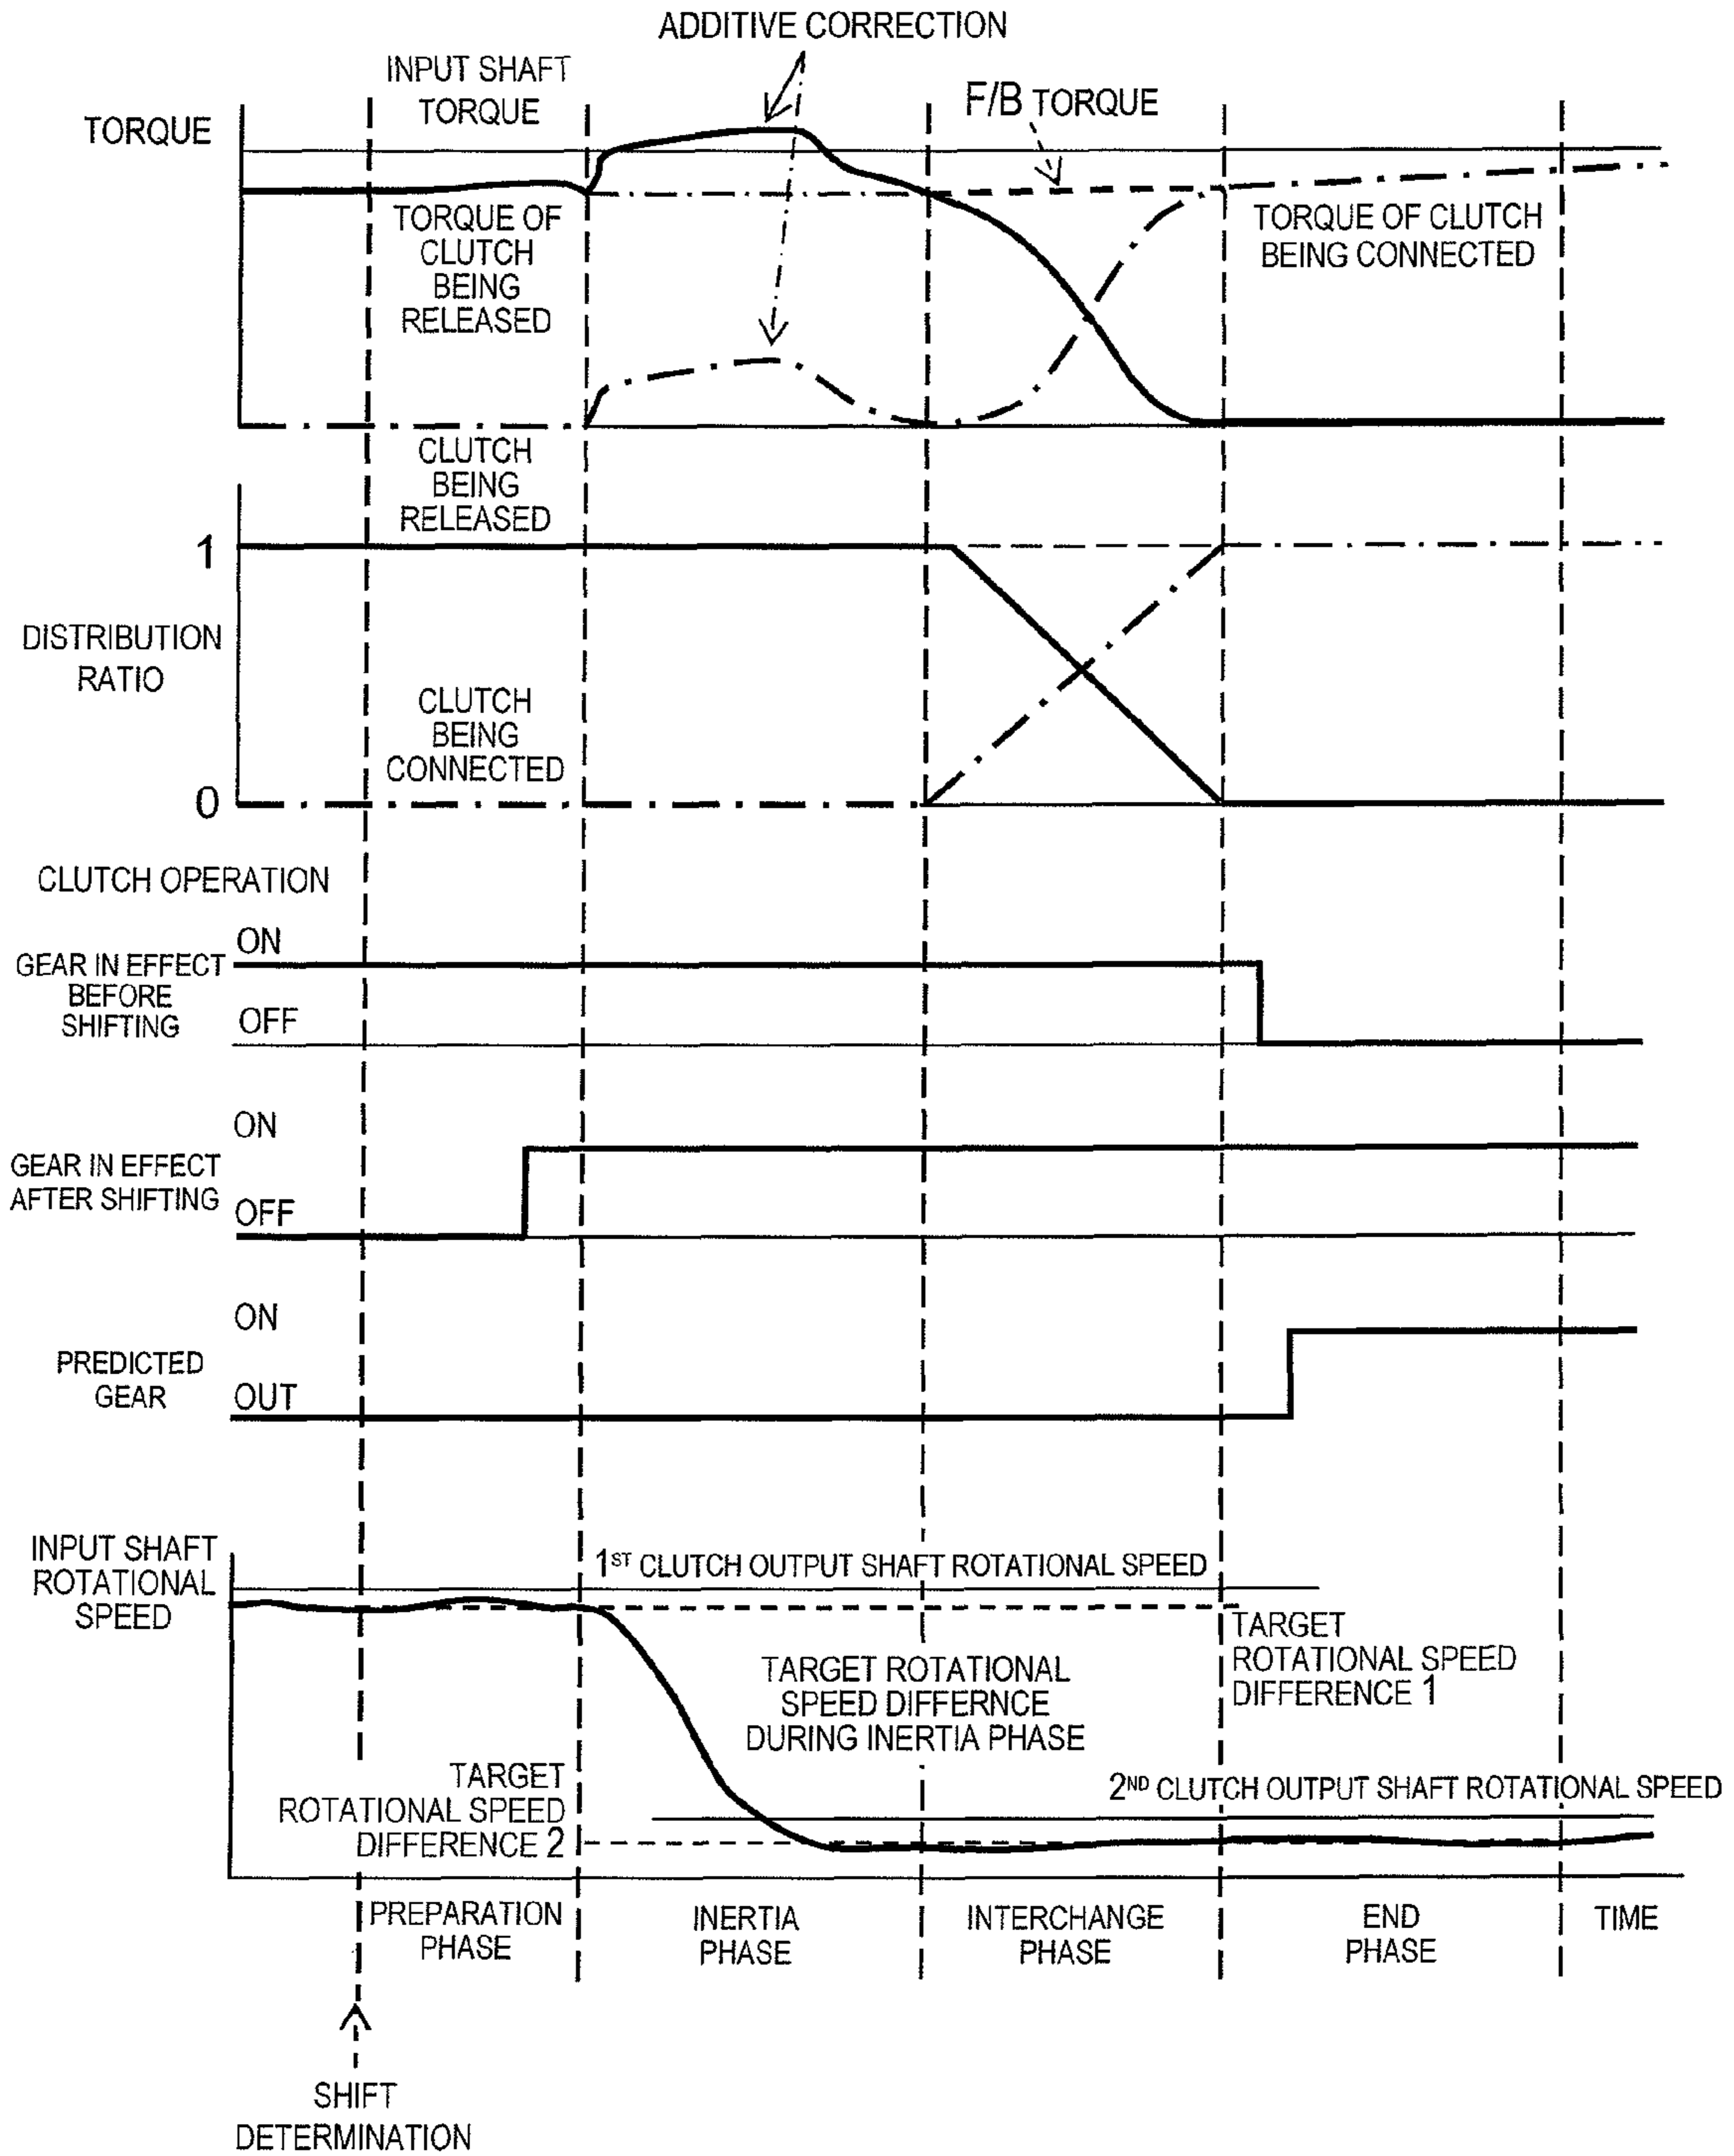 ADDITIVE CORRECTION
INPUT SHAFT
TORQUE
F/B TORQUE
TORQUE
TORQUE OF
CLUTCH
BEING
RELEASED
TORQUE OF CLUTCH
BEING CONNECTED
CLUTCH
BEING
RELEASED
1
DISTRIBUTION
RATIO
CLUTCH
BEING
CONNECTED
0
CLUTCH OPERATION
ON
GEAR IN EFFECT
BEFORE
SHIFTING
OFF
ON
GEAR IN EFFECT
AFTER SHIFTING
OFF
ON
PREDICTED
GEAR
OUT
INPUT SHAFT
ROTATIONAL
SPEED
1ST CLUTCH OUTPUT SHAFT ROTATIONAL SPEED
TARGET
ROTATIONAL SPEED
DIFFERENCE 1
TARGET ROTATIONAL
SPEED DIFFERNCE
DURING INERTIA PHASE
TARGET
ROTATIONAL SPEED
DIFFERENCE 2
2ND CLUTCH OUTPUT SHAFT ROTATIONAL SPEED
PREPARATION
PHASE
INERTIA
PHASE
INTERCHANGE
PHASE
END
PHASE
TIME
SHIFT
DETERMINATION